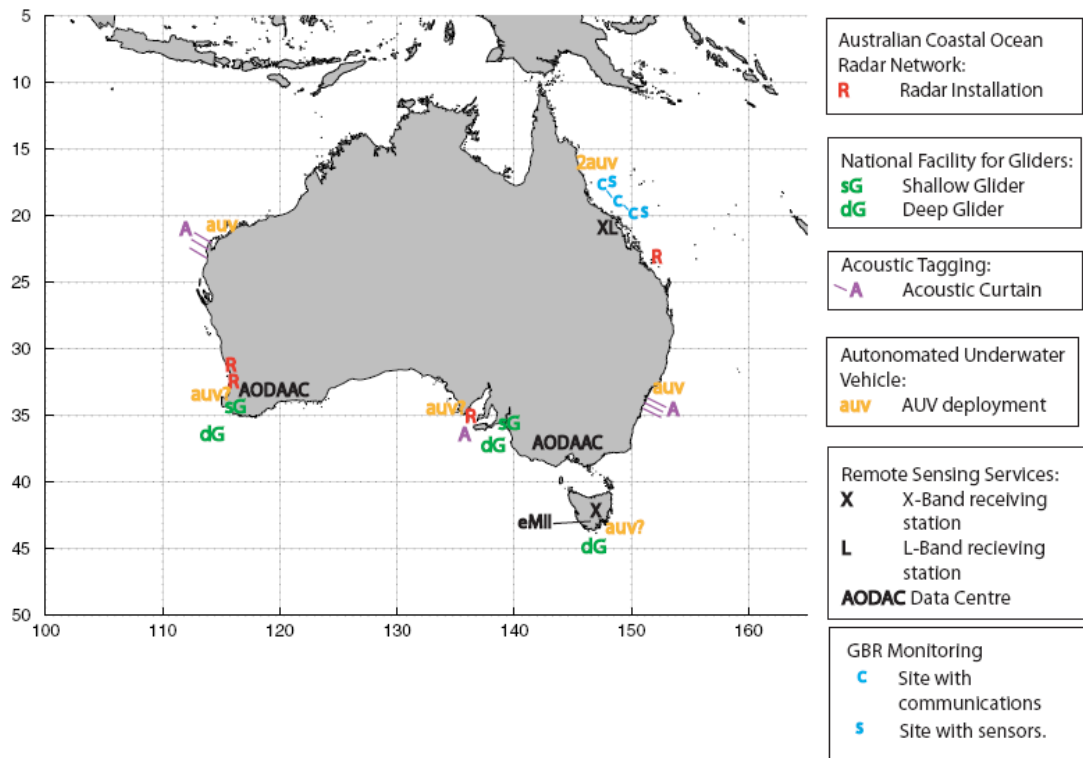 5
10
15
20
25
30
35
40
45
50
100
110
120
130
140
150
160
2auv
C s
C
C s
XL
R
A
auv
R
R
auv?
AODAAC
sG
dG
auv?
R
A
sG
dG
AODAAC
auv
A
X
eMII
auv?
dG
Australian Coastal Ocean
Radar Network:
R Radar Installation
National Facility for Gliders:
sG Shallow Glider
dG Deep Glider
Acoustic Tagging:
A Acoustic Curtain
Autonomated Underwater
Vehicle:
auv AUV deployment
Remote Sensing Services:
X X-Band receiving
station
L L-Band recieving
station
AODAC Data Centre
GBR Monitoring
C Site with
communications
s Site with sensors.